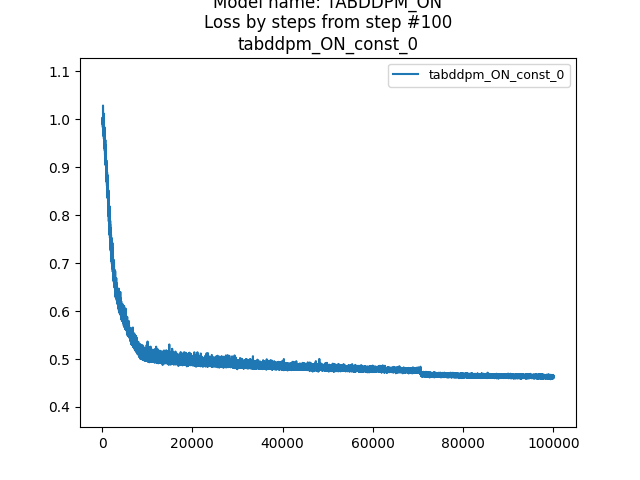 Model name: TABDDPM_ON
Loss by steps from step #100
tabddpm_ON_const_0
tabddpm_ON_const_0
1.1
1.0
0.9
0.8
0.7
0.6
0.5
0.4
0 20000 40000 60000 80000 100000